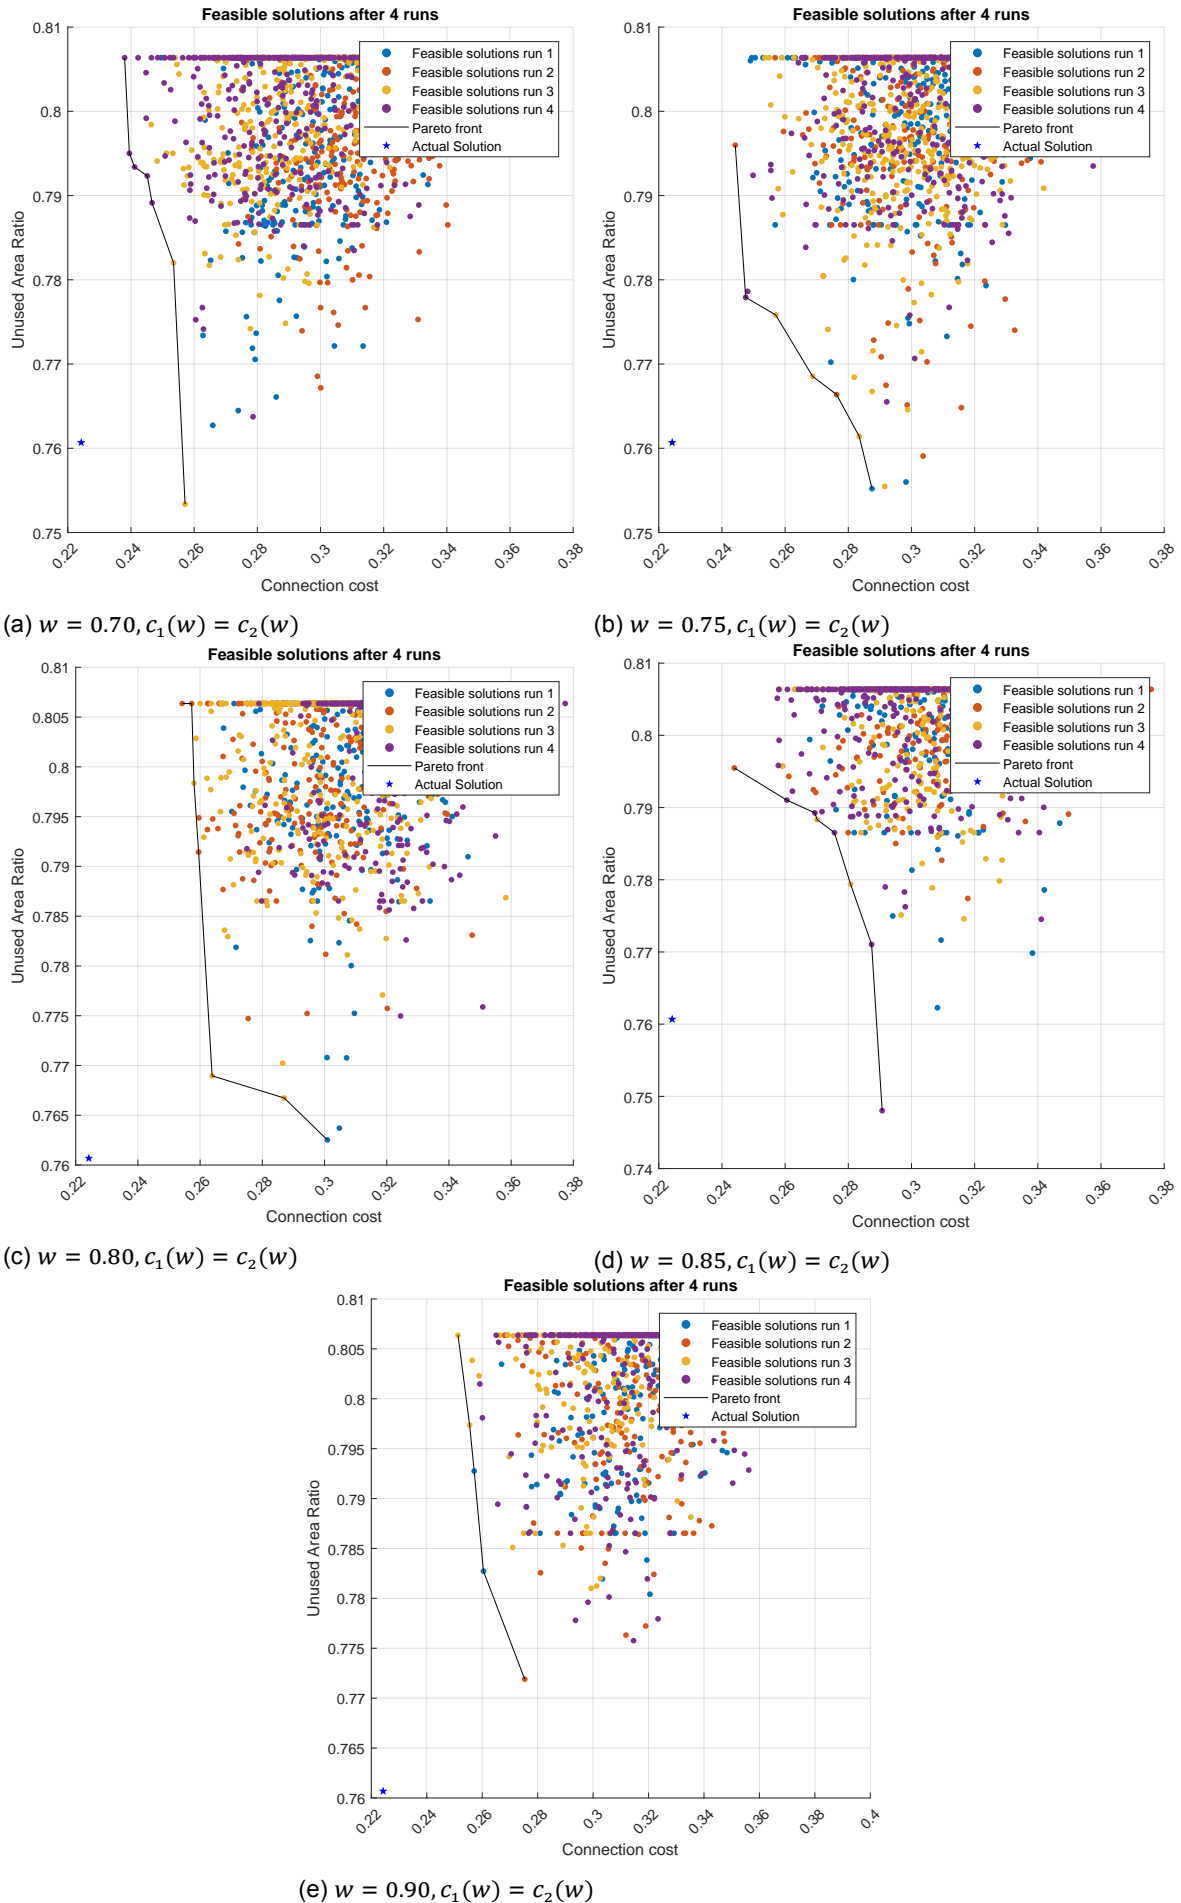 Feasible solutions after 4 runs
0.81
0.8
0.79
0.78
0.77
0.76
0.75
Unused Area Ratio
Feasible solutions run 1
Feasible solutions run 2
Feasible solutions run 3
Feasible solutions run 4
Pareto front
Actual Solution
0.22 0.24 0.26 0.28 0.3 0.32 0.34 0.36 0.38
Connection cost
(a) w = 0.70, c₁(w) = c₂(w)
Feasible solutions after 4 runs
0.81
0.8
0.79
0.78
0.77
0.76
0.75
Unused Area Ratio
Feasible solutions run 1
Feasible solutions run 2
Feasible solutions run 3
Feasible solutions run 4
Pareto front
Actual Solution
0.22 0.24 0.26 0.28 0.3 0.32 0.34 0.36 0.38
Connection cost
(b) w = 0.75, c₁(w) = c₂(w)
Feasible solutions after 4 runs
0.81
0.805
0.8
0.795
0.79
0.785
0.78
0.775
0.77
0.765
0.76
Unused Area Ratio
Feasible solutions run 1
Feasible solutions run 2
Feasible solutions run 3
Feasible solutions run 4
Pareto front
Actual Solution
0.22 0.24 0.26 0.28 0.3 0.32 0.34 0.36 0.38
Connection cost
(c) w = 0.80, c₁(w) = c₂(w)
Feasible solutions after 4 runs
0.81
0.8
0.79
0.78
0.77
0.76
0.75
0.74
Unused Area Ratio
Feasible solutions run 1
Feasible solutions run 2
Feasible solutions run 3
Feasible solutions run 4
Pareto front
Actual Solution
0.22 0.24 0.26 0.28 0.3 0.32 0.34 0.36 0.38
Connection cost
(d) w = 0.85, c₁(w) = c₂(w)
Feasible solutions after 4 runs
0.81
0.805
0.8
0.795
0.79
0.785
0.78
0.775
0.77
0.765
0.76
Unused Area Ratio
Feasible solutions run 1
Feasible solutions run 2
Feasible solutions run 3
Feasible solutions run 4
Pareto front
Actual Solution
0.22 0.24 0.26 0.28 0.3 0.32 0.34 0.36 0.38 0.4
Connection cost
(e) w = 0.90, c₁(w) = c₂(w)